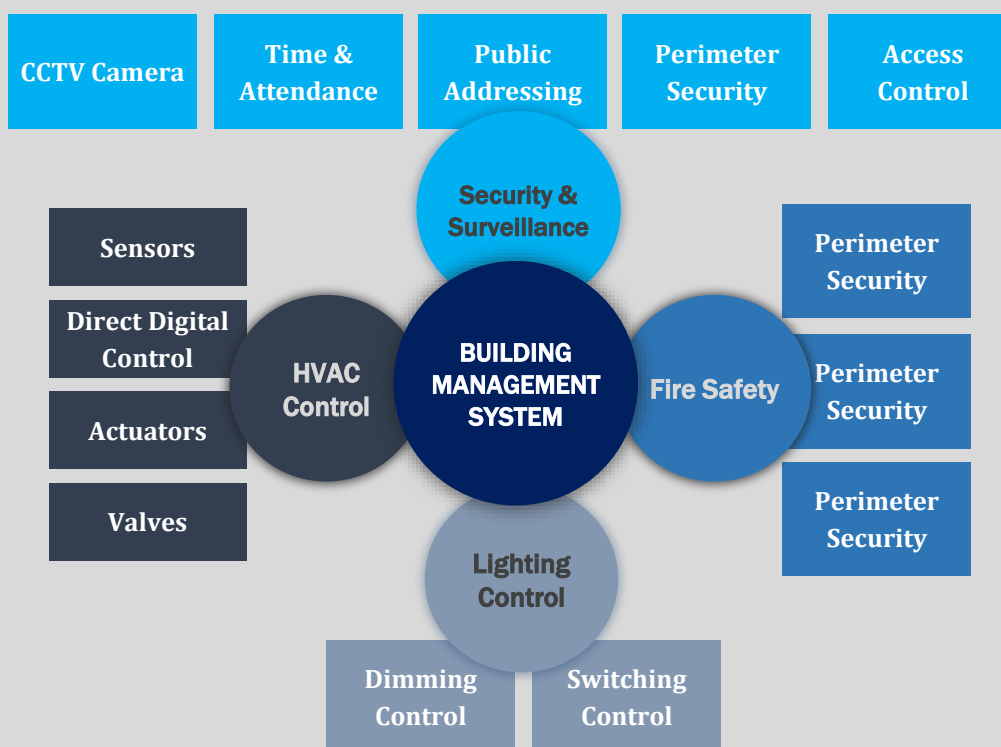 CCTV Camera
Time &
Attendance
Public
Addressing
Perimeter
Security
Access
Control
Security &
Surveillance
Sensors
Direct Digital
Control
Actuators
Valves
HVAC
Control
BUILDING
MANAGEMENT
SYSTEM
Fire Safety
Perimeter
Security
Perimeter
Security
Perimeter
Security
Lighting
Control
Dimming
Control
Switching
Control